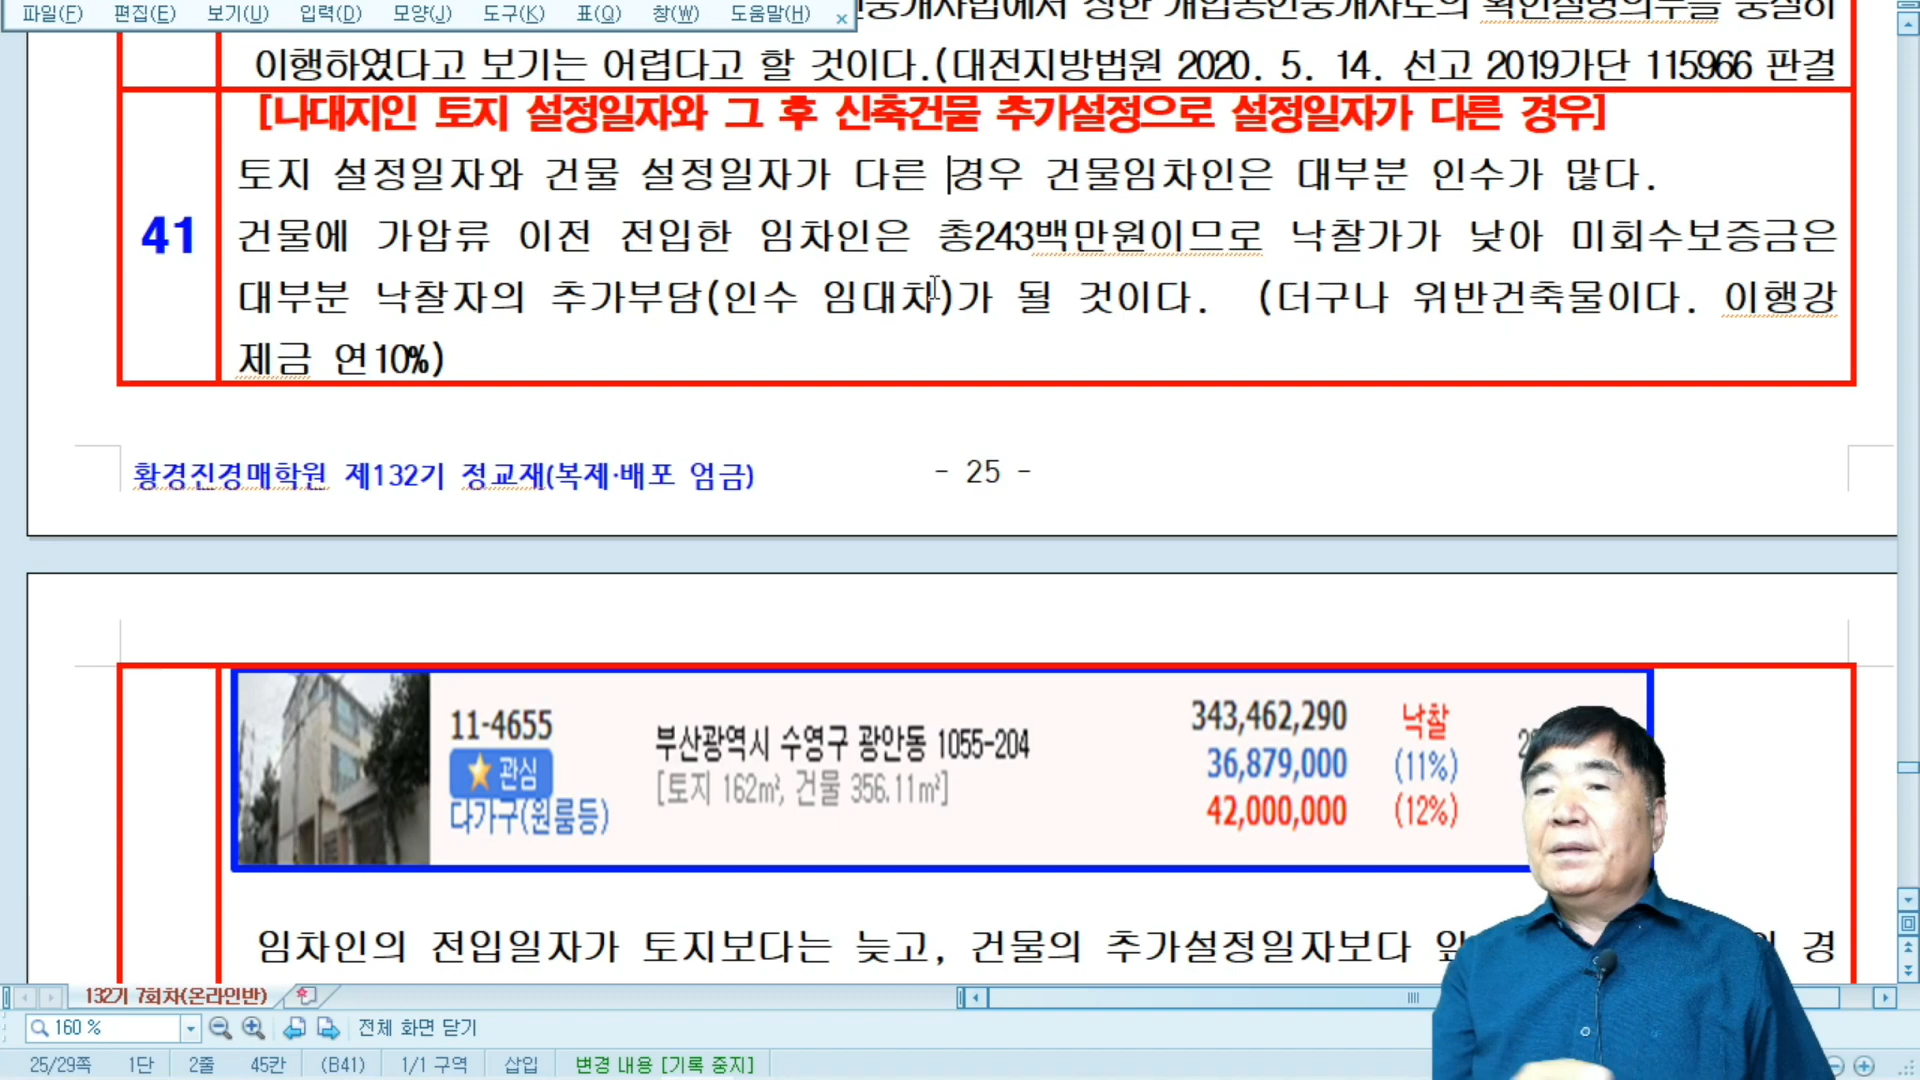 파일(F) 편집(E) 보기(U) 입력(D) 모양(J) 도구(K) 표(Q) 창(W) 도움말(H) x
이행하였다고 보기는 어렵다고 할 것이다.(대전지방법원 2020. 5. 14. 선고 2019가단 115966 판결
[나대지인 토지 설정일자와 그 후 신축건물 추가설정으로 설정일자가 다른 경우]
토지 설정일자와 건물 설정일자가 다른 경우 건물임차인은 대부분 인수가 많다.
41
건물에 가압류 이전 전입한 임차인은 총243백만원이므로 낙찰가가 낮아 미회수보증금은
대부분 낙찰자의 추가부담(인수 임대차)가 될 것이다. (더구나 위반건축물이다. 이행강
제금 연10%)
황경진경매학원 제132기 정교재(복제·배포 엄금)
- 25 -
11-4655
관심
다가구(원룸등)
부산광역시 수영구 광안동 1055-204
[토지 162㎡, 건물 356.11㎡]
343,462,290 낙찰
36,879,000 (11%)
42,000,000 (12%)
임차인의 전입일자가 토지보다는 늦고, 건물의 추가설정일자보다 앞 경
132기 7회차(온라인반)
160 % 전체 화면 닫기
25/29쪽 1단 2줄 45칸 (B41) 1/1 구역 삽입 변경 내용 [기록 중지]